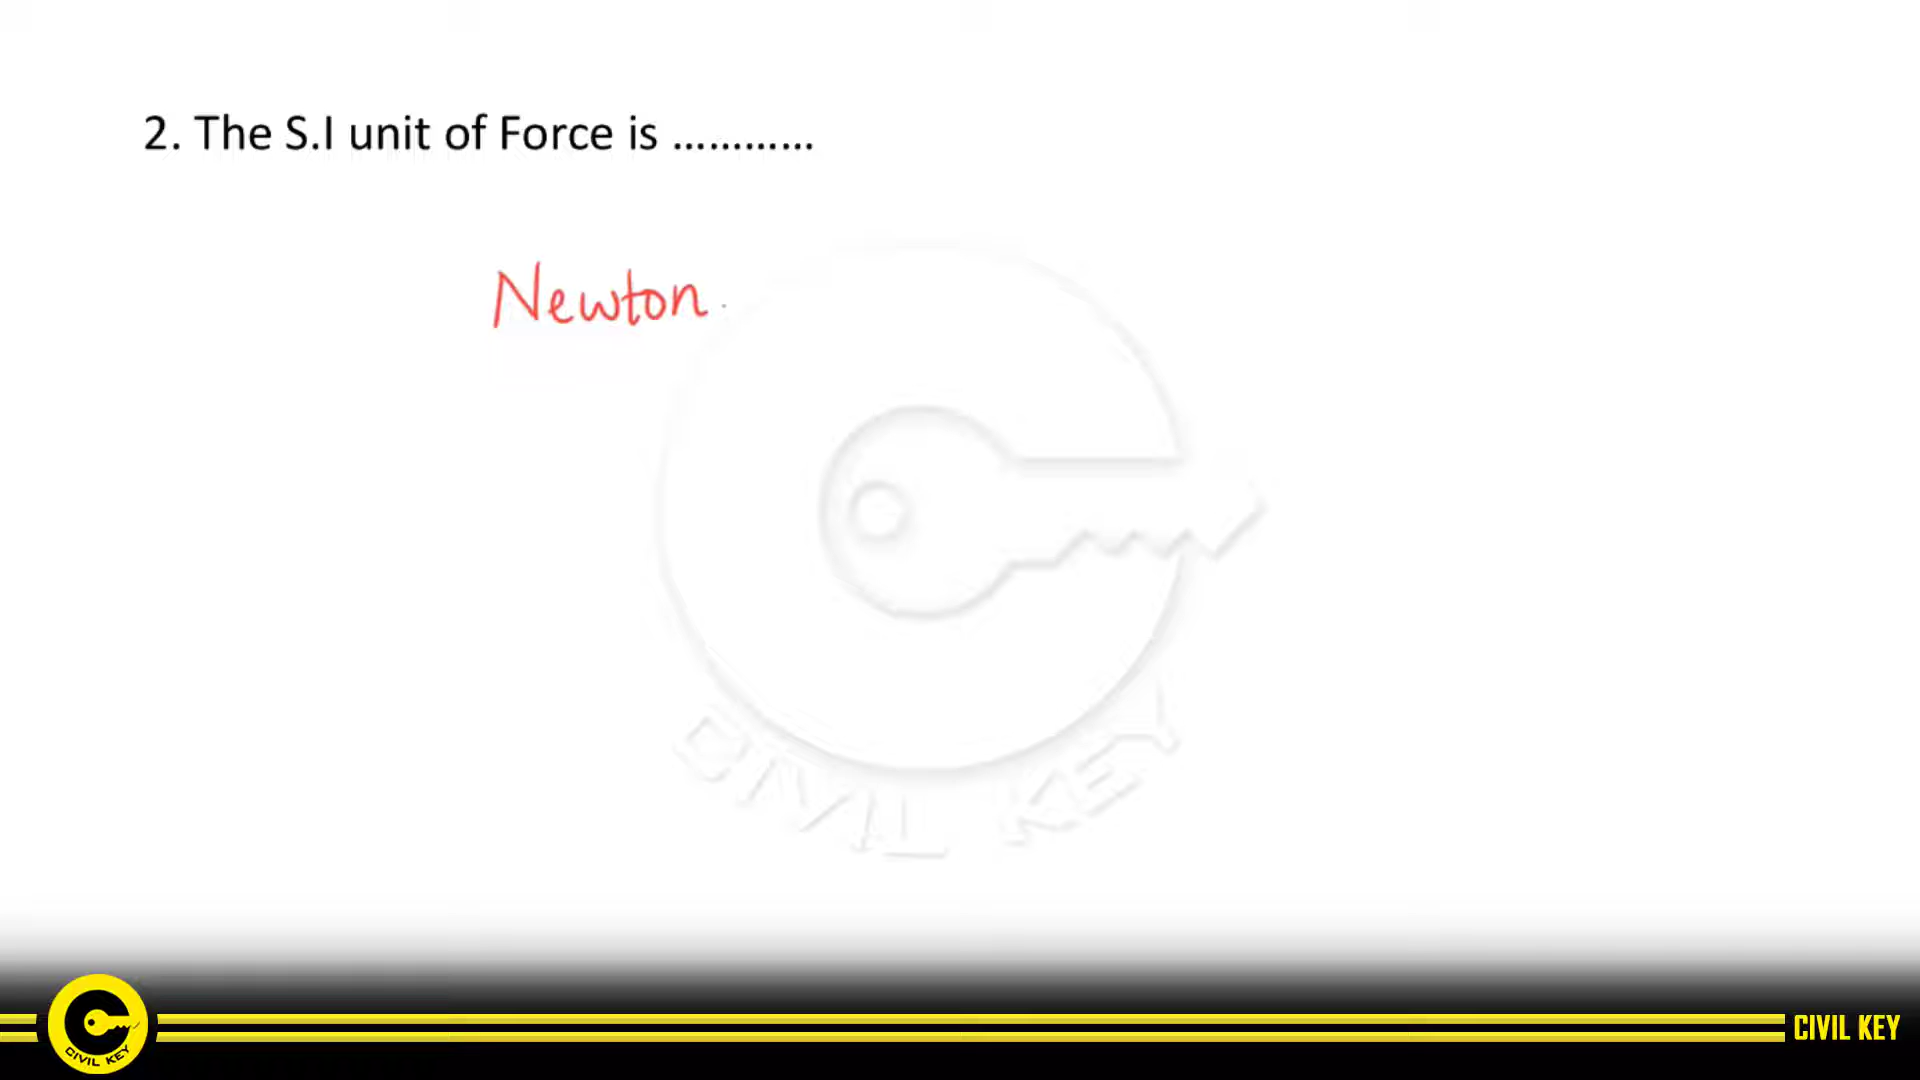 2. The S.I unit of Force is .............
Newton
CIVIL KEY
CIVIL KEY
CIVIL KEY